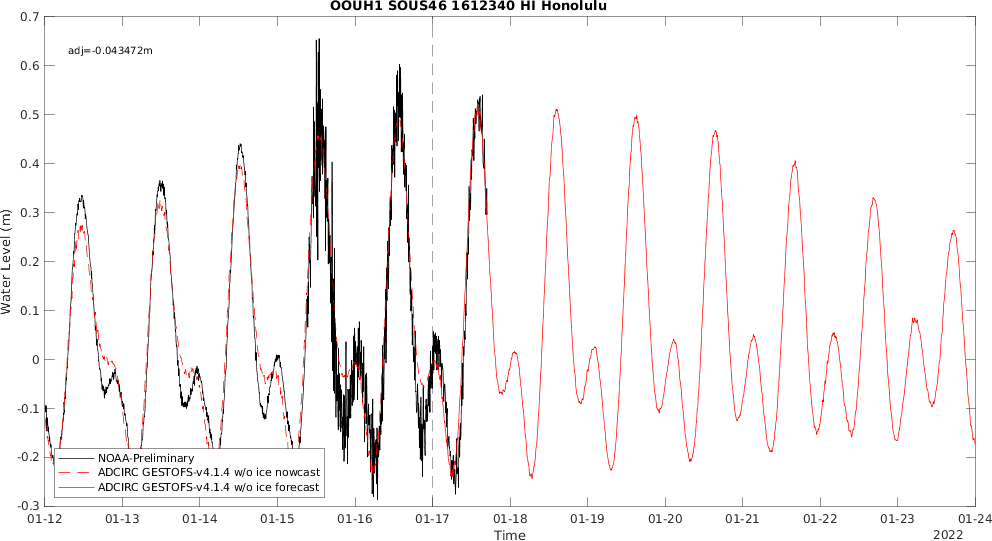 OOUH1 SOUS46 1612340 HI Honolulu
adj=-0.043472m
0.7
0.6
0.5
0.4
0.3
0.2
0.1
0
-0.1
-0.2
-0.3
Water Level (m)
NOAA-Preliminary
ADCIRC GESTOFS-v4.1.4 w/o ice nowcast
ADCIRC GESTOFS-v4.1.4 w/o ice forecast
01-12 01-13 01-14 01-15 01-16 01-17 01-18 01-19 01-20 01-21 01-22 01-23 01-24
Time
2022